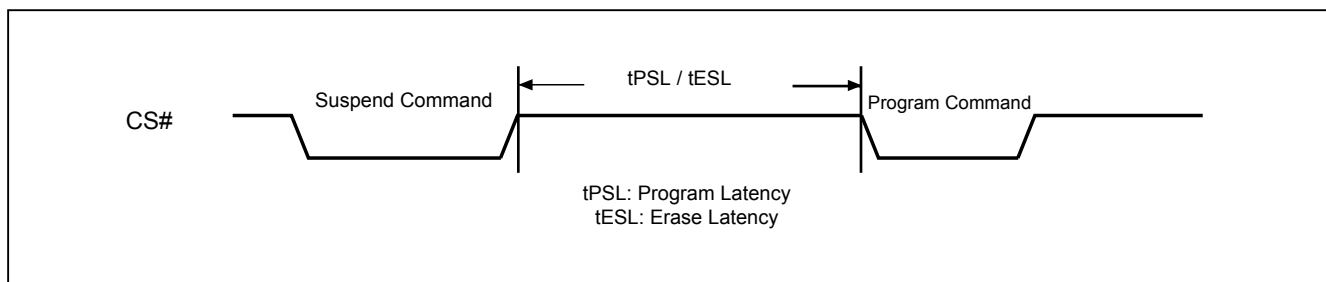 tPSL / tESL
Suspend Command
Program Command
CS#
tPSL: Program Latency
tESL: Erase Latency